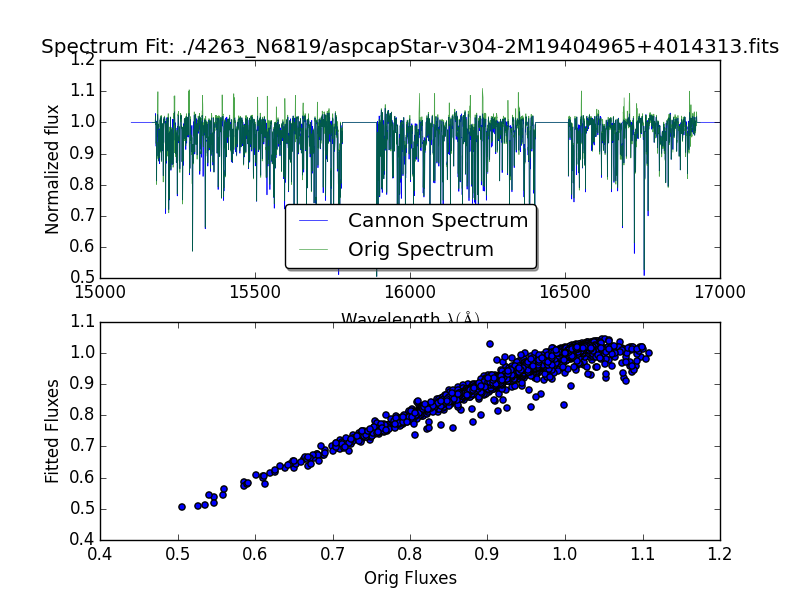 Spectrum Fit: ./4263_N6819/aspcapStar-v304-2M19404965+4014313.fits
1.2
1.1
1.0
0.9
0.8
0.7
0.6
0.5
Normalized flux
Cannon Spectrum
Orig Spectrum
15000 15500 16000 16500 17000
Wavelength λ(Å)
1.1
1.0
0.9
0.8
0.7
0.6
0.5
0.4
Fitted Fluxes
0.4 0.5 0.6 0.7 0.8 0.9 1.0 1.1 1.2
Orig Fluxes